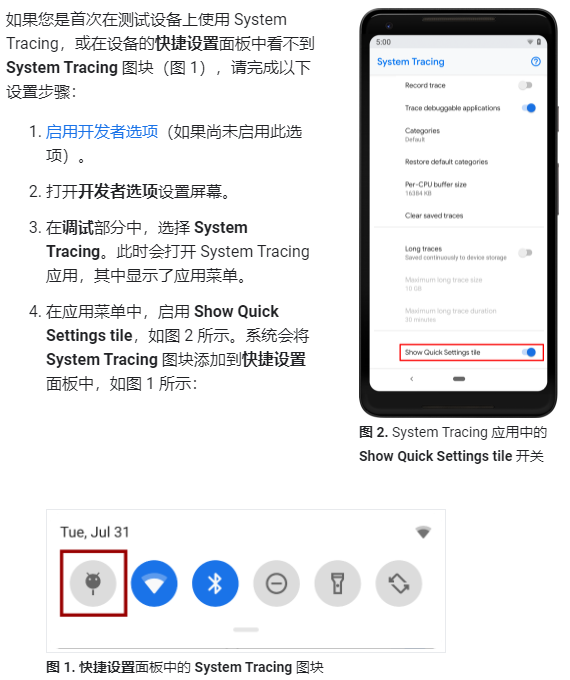 如果您是首次在测试设备上使用 System
Tracing，或在设备的快捷设置面板中看不到
System Tracing 图块（图 1），请完成以下
设置步骤：
1. 启用开发者选项（如果尚未启用此选
项）。
2. 打开开发者选项设置屏幕。
3. 在调试部分中，选择 System
Tracing。此时会打开 System Tracing
应用，其中显示了应用菜单。
4. 在应用菜单中，启用 Show Quick
Settings tile，如图 2 所示。系统会将
System Tracing 图块添加到快捷设置
面板中，如图 1 所示：
5:00
System Tracing
Record trace
Trace debuggable applications
Categories
Default
Restore default categories
Per-CPU buffer size
16384 KB
Clear saved traces
Long traces
Saved continuously to device storage
Maximum long trace size
10 GB
Maximum long trace duration
30 minutes
Show Quick Settings tile
图 2. System Tracing 应用中的
Show Quick Settings tile 开关
Tue, Jul 31
图 1. 快捷设置面板中的 System Tracing 图块